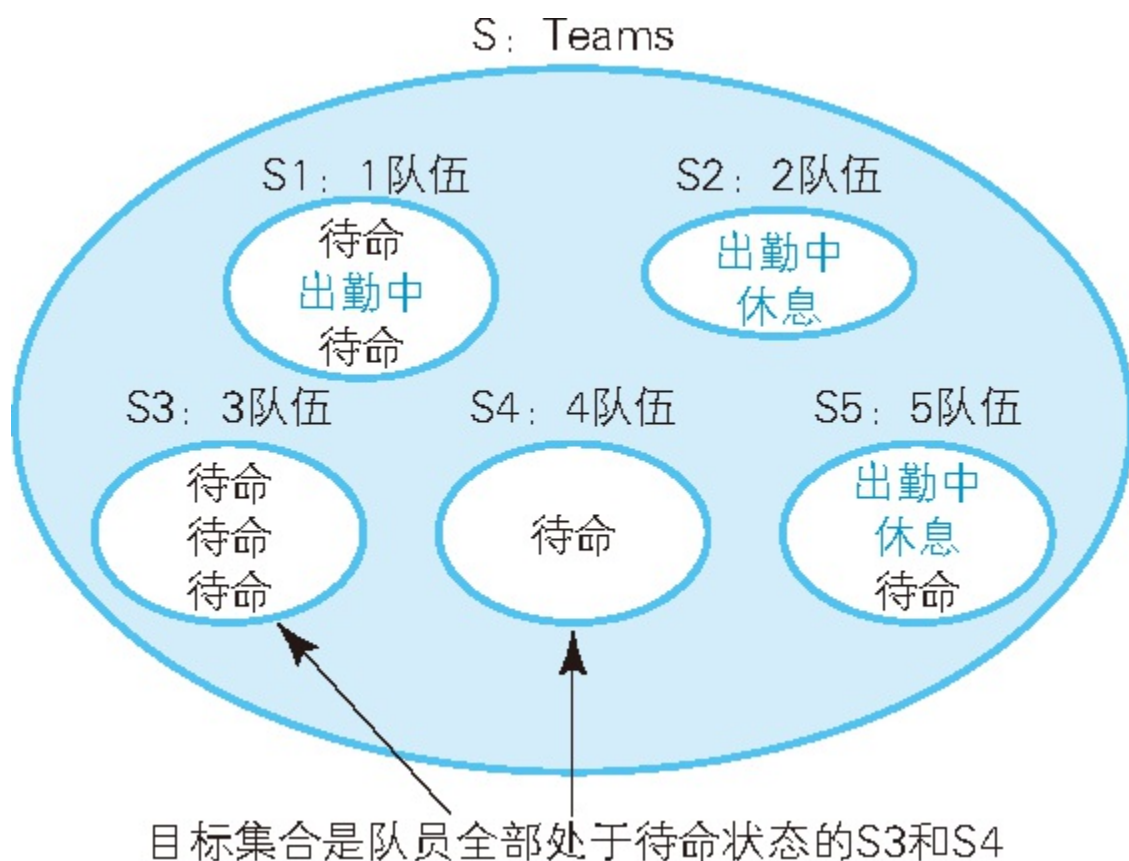 S：Teams
S1：1队伍
待命
出勤中
待命
S2：2队伍
出勤中
休息
S3：3队伍
待命
待命
待命
S4：4队伍
待命
S5：5队伍
出勤中
休息
待命
目标集合是队员全部处于待命状态的S3和S4